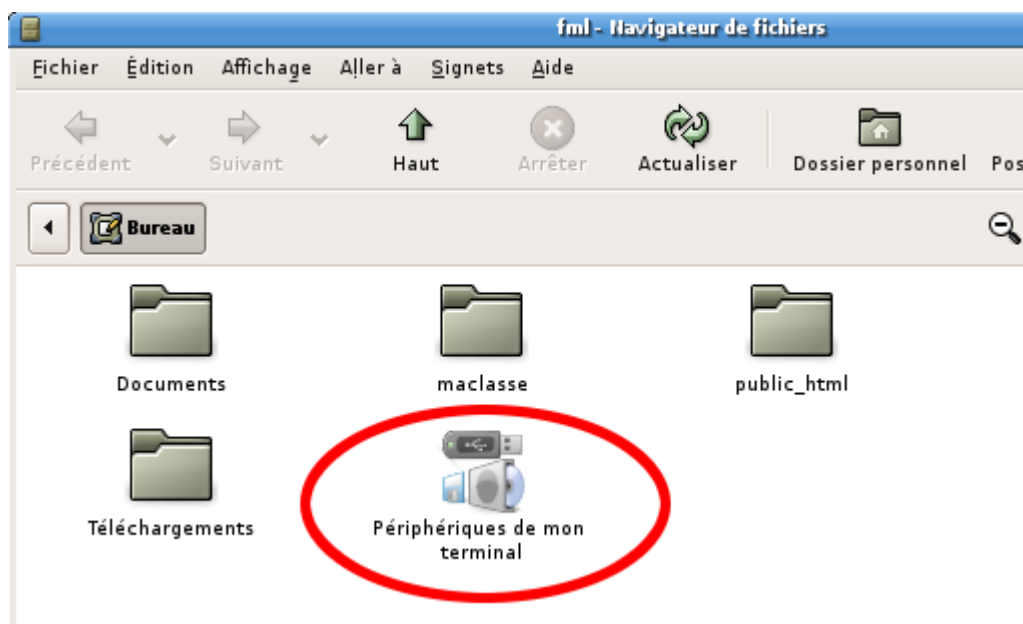 fml - Navigateur de fichiers
Fichier Édition Affichage Aller à Signets Aide
Précédent Suivant Haut Arrêter Actualiser Dossier personnel
Bureau
Documents maclasse public_html
Téléchargements Périphériques de mon
terminal